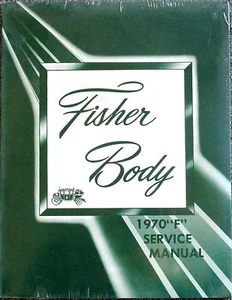 Fisher
Body
1970 "F"
SERVICE
MANUAL